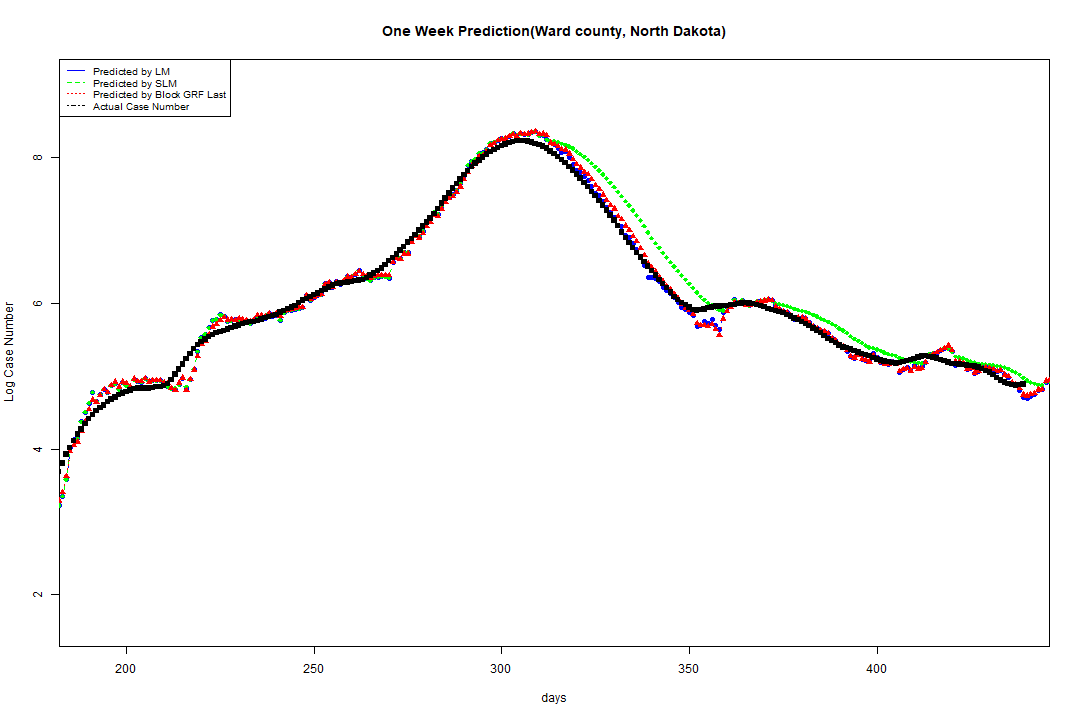 One Week Prediction(Ward county, North Dakota)
Predicted by LM
Predicted by SLM
Predicted by Block GRF Last
Actual Case Number
8
6
4
2
Log Case Number
200
250
300
350
400
days